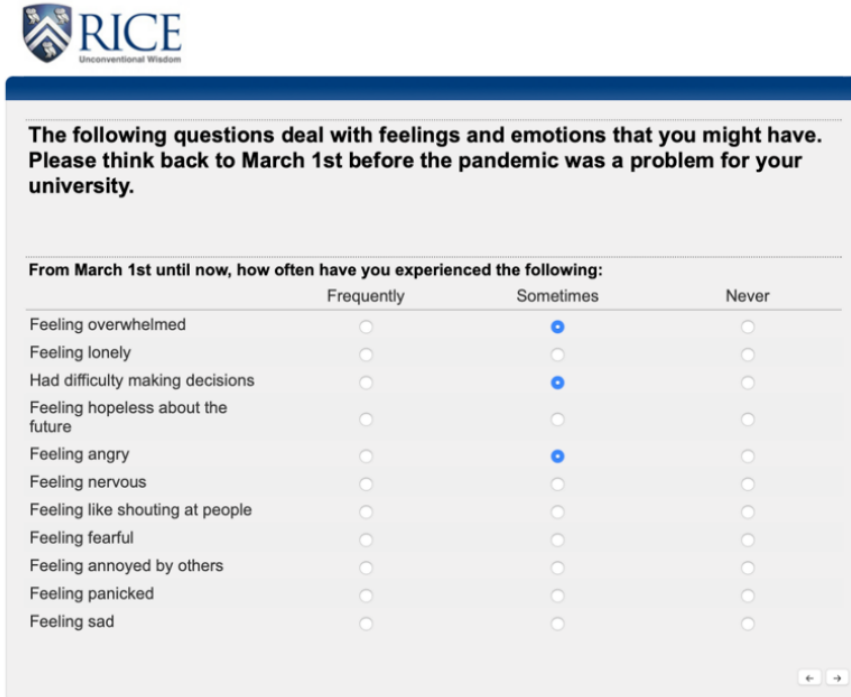 RICE
Unconventional Wisdom
The following questions deal with feelings and emotions that you might have.
Please think back to March 1st before the pandemic was a problem for your
university.
From March 1st until now, how often have you experienced the following:
Frequently Sometimes Never
Feeling overwhelmed
Feeling lonely
Had difficulty making decisions
Feeling hopeless about the
future
Feeling angry
Feeling nervous
Feeling like shouting at people
Feeling fearful
Feeling annoyed by others
Feeling panicked
Feeling sad